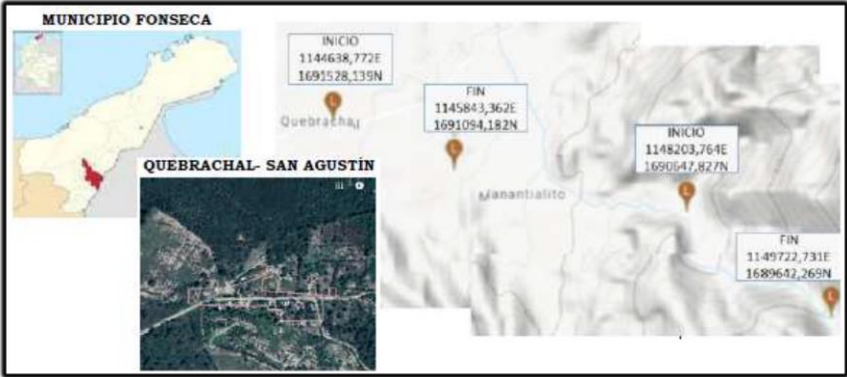 MUNICIPIO FONSECA
INICIO
1144638,772E
1691528,139N
Quebrachal
FIN
1145843,362E
1691094,182N
INICIO
1148203,764E
1690647,827N
Manantialito
FIN
1149722,731E
1689642,269N
QUEBRACHAL- SAN AGUSTÍN